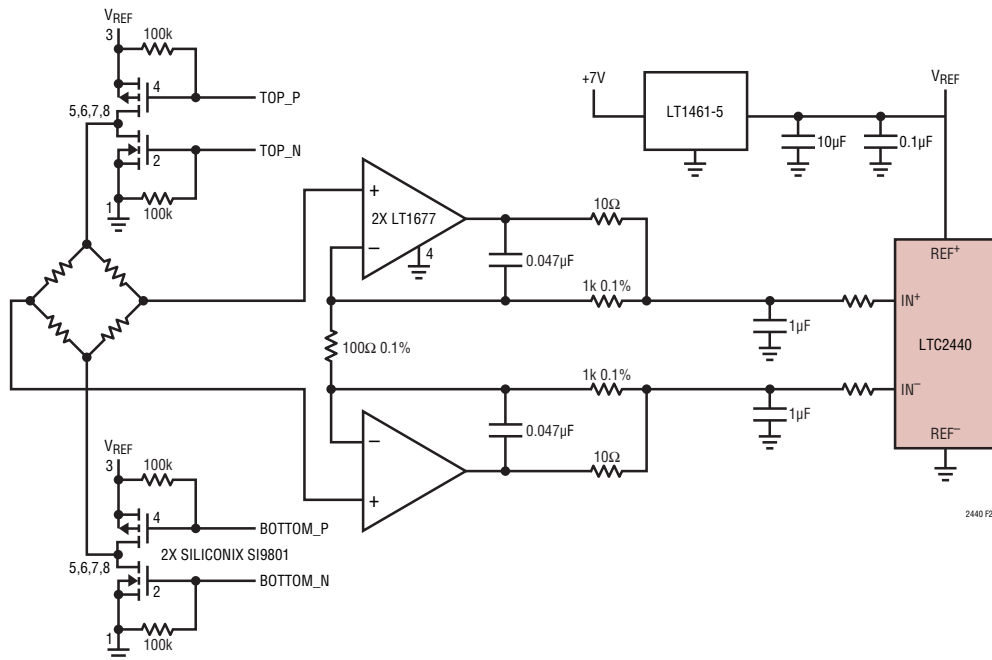 VREF
3
100k
4
TOP_P
5,6,7,8
2
TOP_N
1
100k
+7V
LT1461-5
VREF
10µF
0.1µF
+
2X LT1677
−
4
10Ω
0.047µF
1k 0.1%
REF+
IN+
1µF
LTC2440
100Ω 0.1%
1k 0.1%
IN−
1µF
−
0.047µF
REF−
10Ω
+
VREF
3
100k
4
BOTTOM_P
2X SILICONIX SI9801
5,6,7,8
2
BOTTOM_N
1
100k